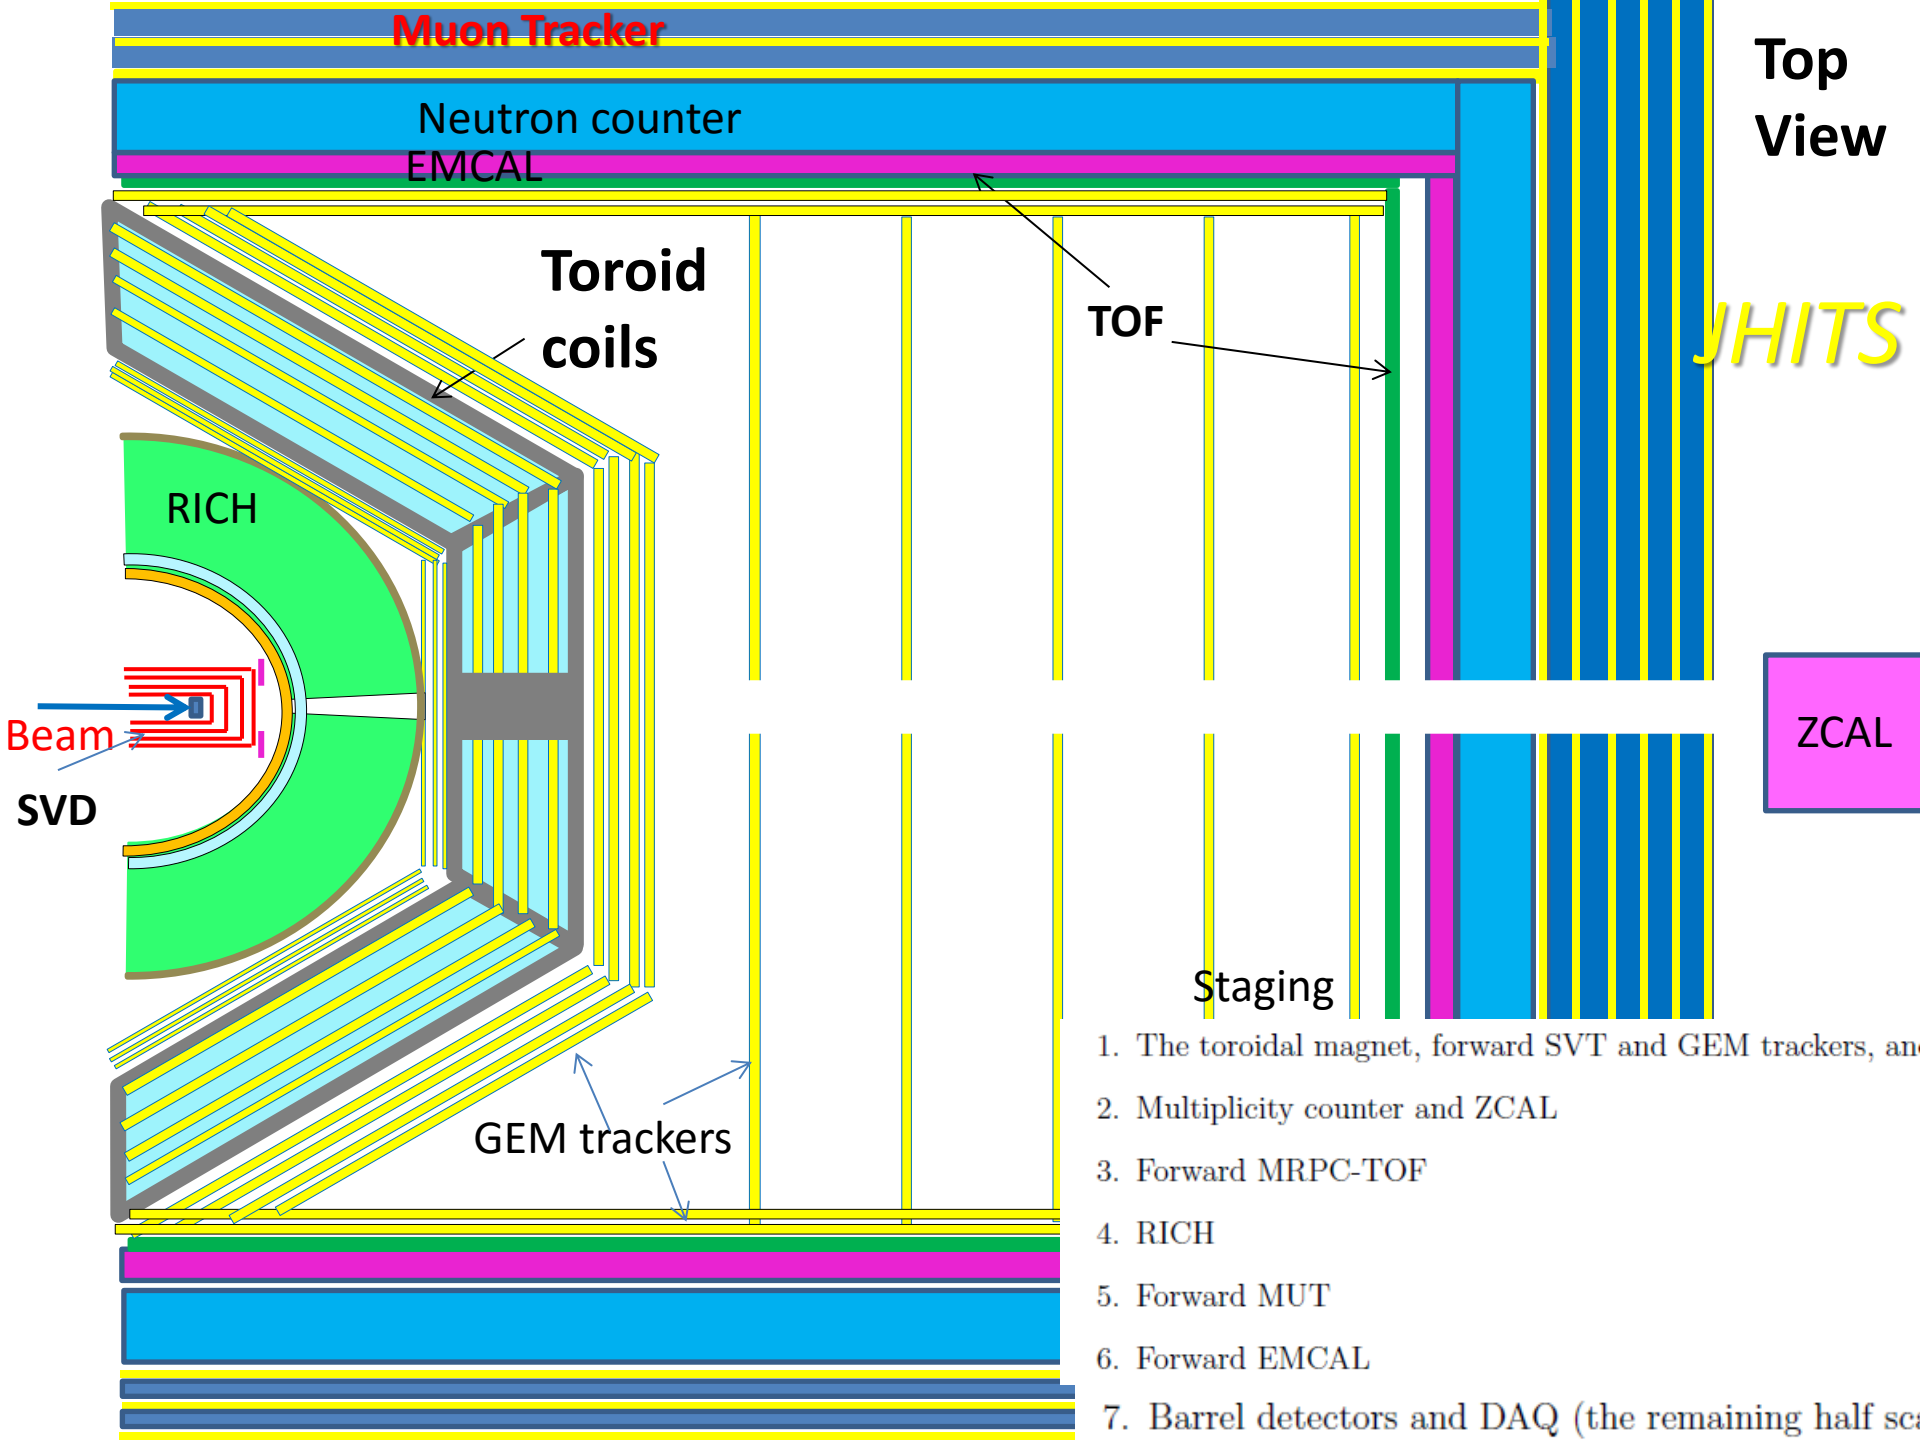 Muon Tracker
Top
View
Neutron counter
EMCAL
Toroid
coils
TOF
JHITS
RICH
Beam
ZCAL
SVD
Staging
1. The toroidal magnet, forward SVT and GEM trackers, and
2. Multiplicity counter and ZCAL
GEM trackers
3. Forward MRPC-TOF
4. RICH
5. Forward MUT
6. Forward EMCAL
7. Barrel detectors and DAQ (the remaining half sca